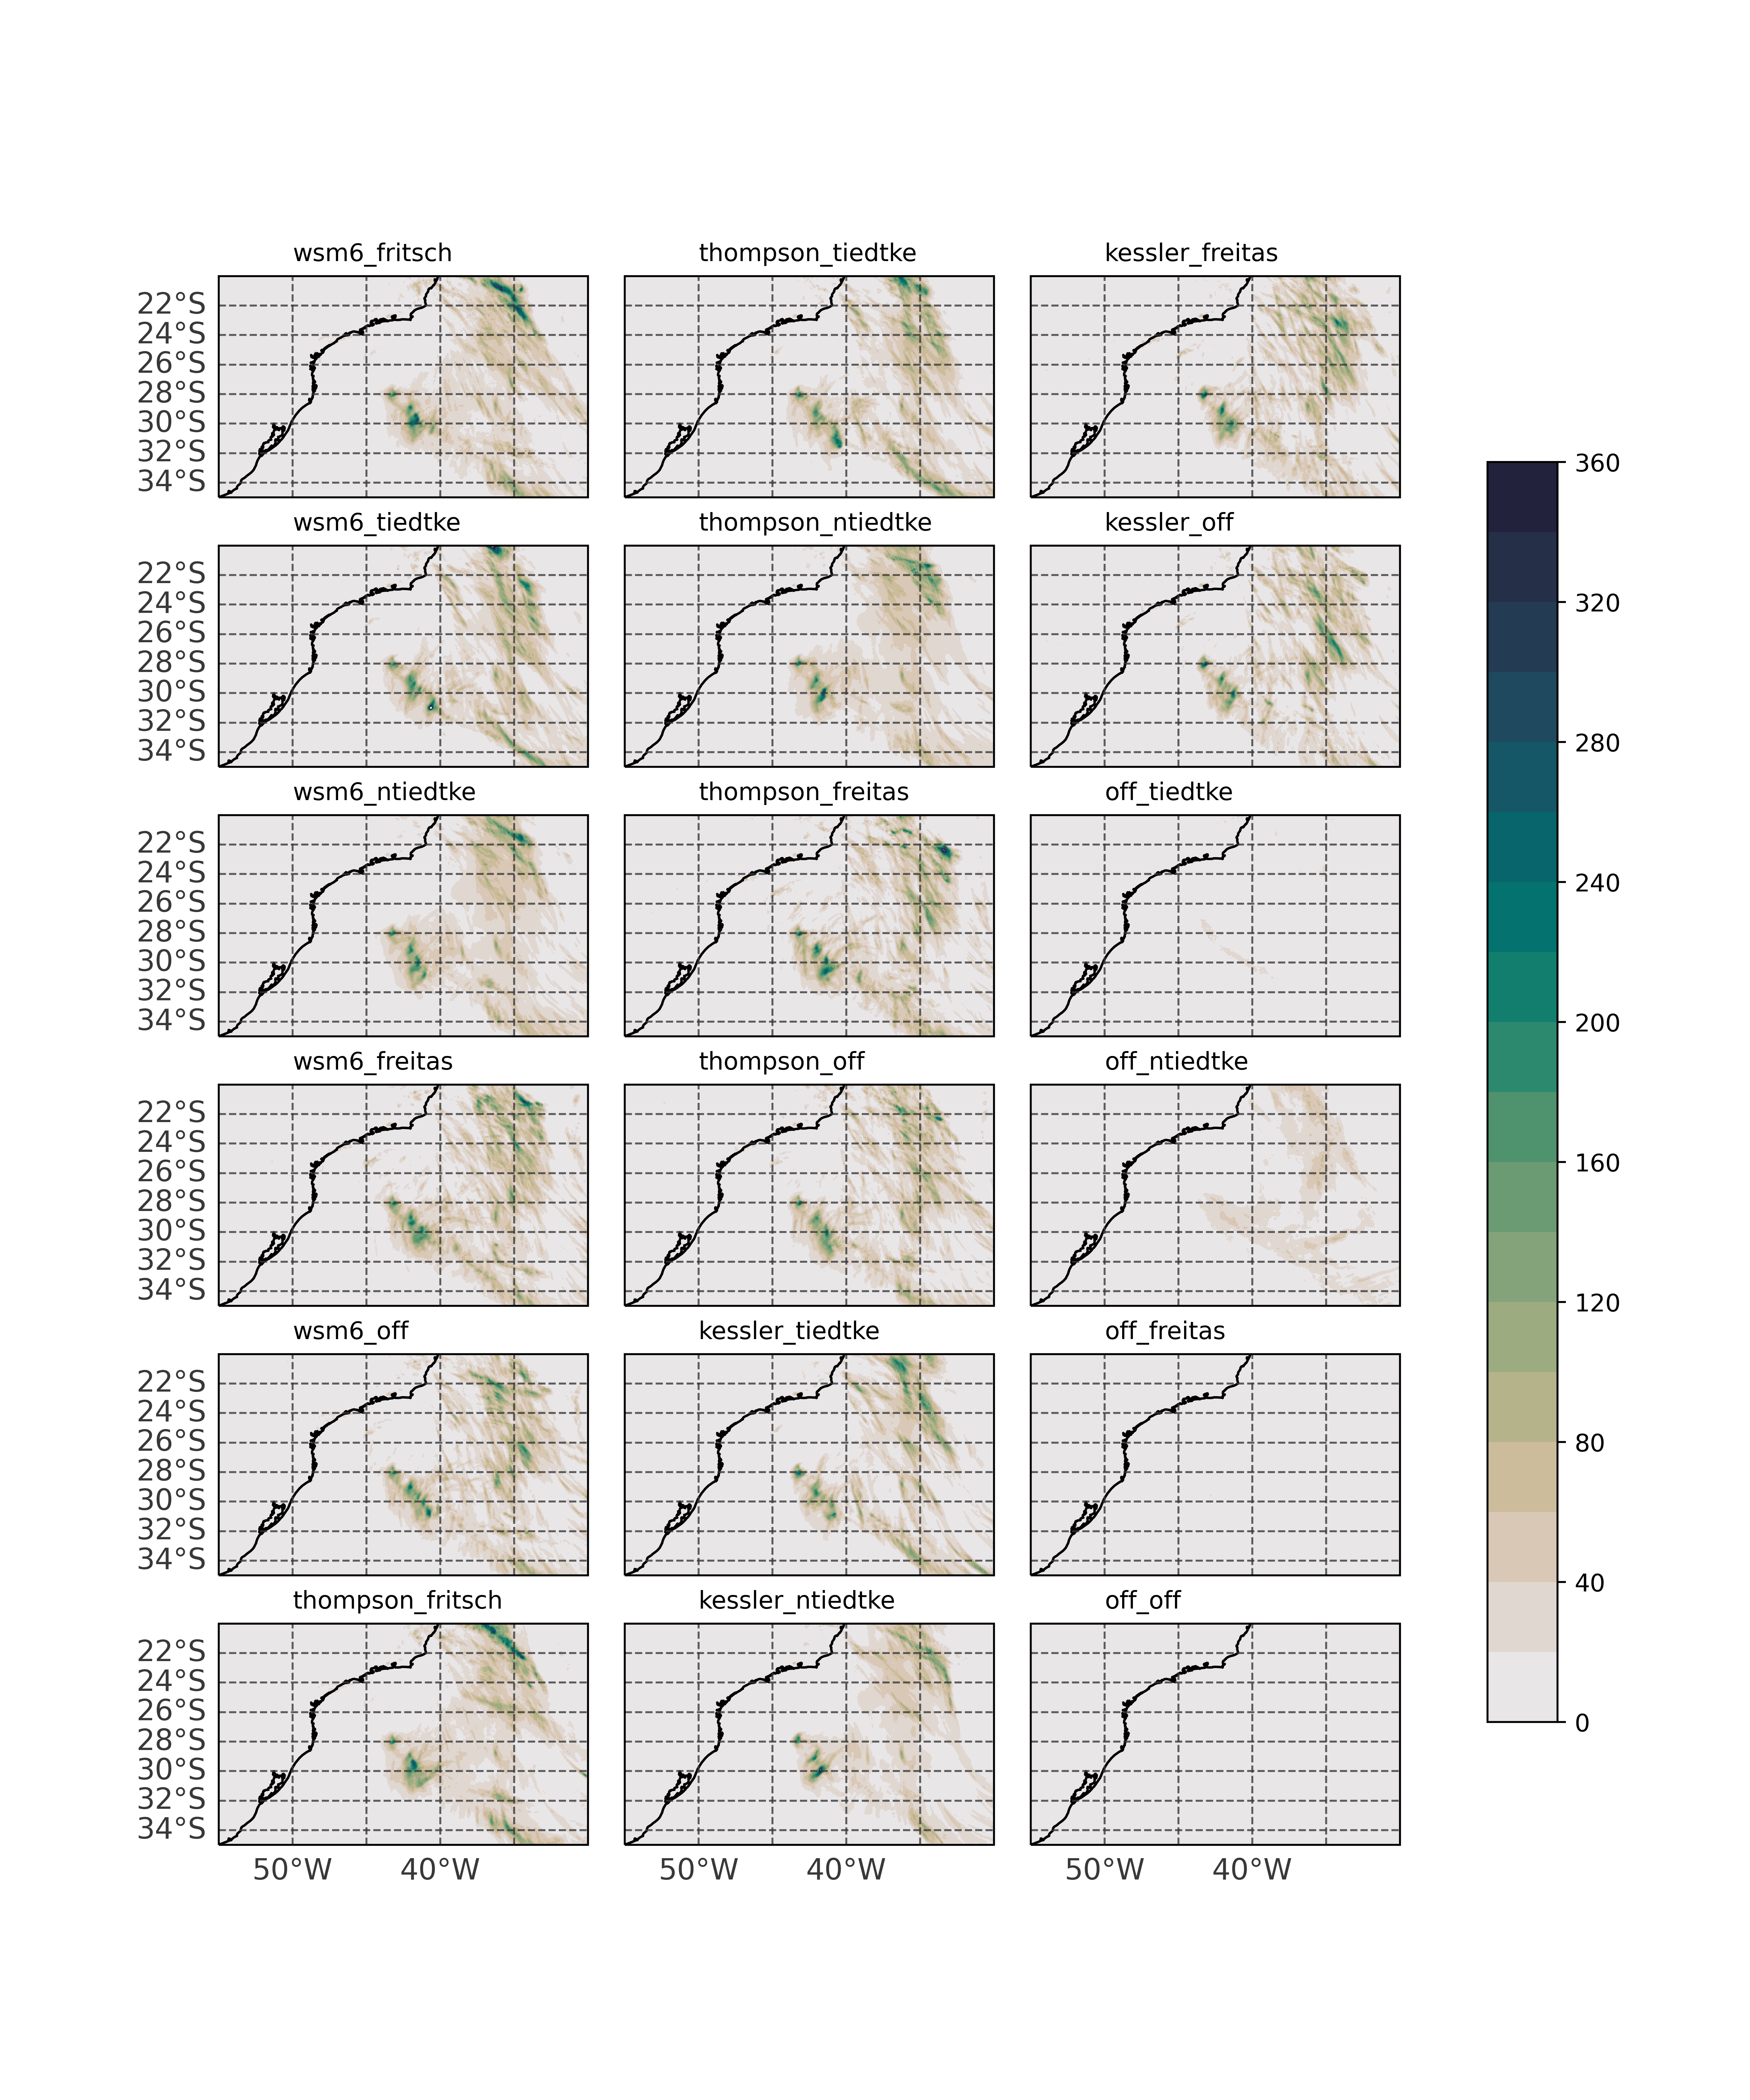 wsm6_fritsch
thompson_tiedtke
kessler_freitas
22°S
24°S
26°S
28°S
30°S
32°S
34°S
wsm6_tiedtke
thompson_ntiedtke
kessler_off
22°S
24°S
26°S
28°S
30°S
32°S
34°S
wsm6_ntiedtke
thompson_freitas
off_tiedtke
22°S
24°S
26°S
28°S
30°S
32°S
34°S
wsm6_freitas
thompson_off
off_ntiedtke
22°S
24°S
26°S
28°S
30°S
32°S
34°S
wsm6_off
kessler_tiedtke
off_freitas
22°S
24°S
26°S
28°S
30°S
32°S
34°S
thompson_fritsch
kessler_ntiedtke
off_off
22°S
24°S
26°S
28°S
30°S
32°S
34°S
50°W 40°W
50°W 40°W
50°W 40°W
360
320
280
240
200
160
120
80
40
0